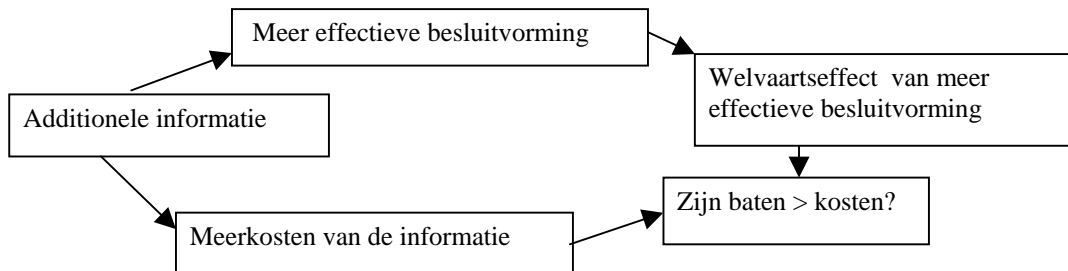 Meer effectieve besluitvorming
Welvaartseffect van meer
effectieve besluitvorming
Additionele informatie
Zijn baten > kosten?
Meerkosten van de informatie